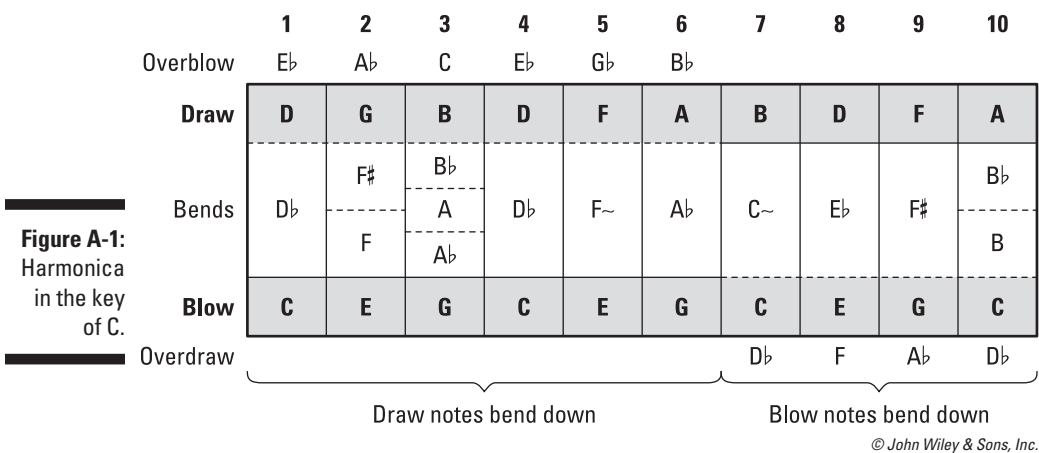 1 2 3 4 5 6 7 8 9 10
Overblow E♭ A♭ C E♭ G♭ B♭
Draw D G B D F A B D F A
Bends D♭ F♯ F B♭ A A♭ D♭ F~ A♭ C~ E♭ F♯ B♭ B
Blow C E G C E G C E G C
Overdraw D♭ F A♭ D♭
Draw notes bend down Blow notes bend down
Figure A-1:
Harmonica
in the key
of C.
© John Wiley & Sons, Inc.